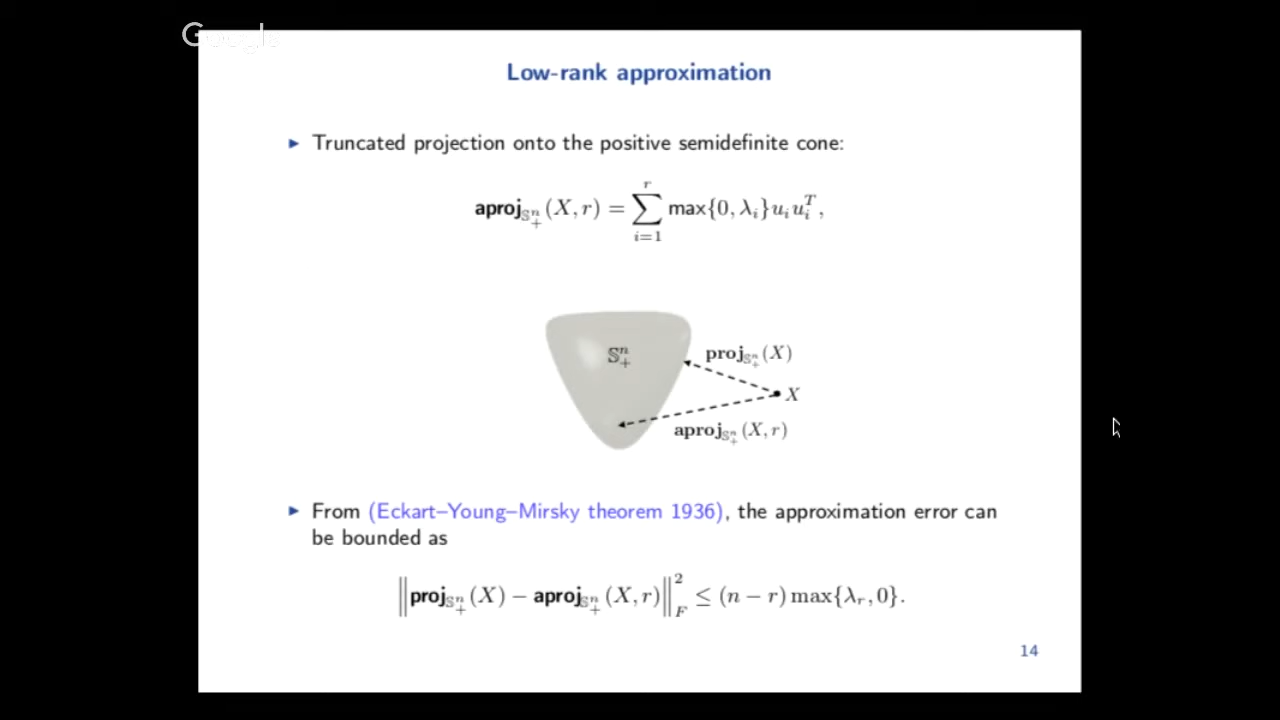 Google
Low-rank approximation
▶ Truncated projection onto the positive semidefinite cone:
aproj_{𝕊^n_+}(X, r) = \sum_{i=1}^{r} max{0, λ_i}u_i u_i^T,
𝕊^n_+
proj_{𝕊^n_+}(X)
X
aproj_{𝕊^n_+}(X, r)
▶ From (Eckart–Young–Mirsky theorem 1936), the approximation error can
be bounded as
‖proj_{𝕊^n_+}(X) − aproj_{𝕊^n_+}(X, r)‖_F^2 ≤ (n − r) max{λ_r, 0}.
14